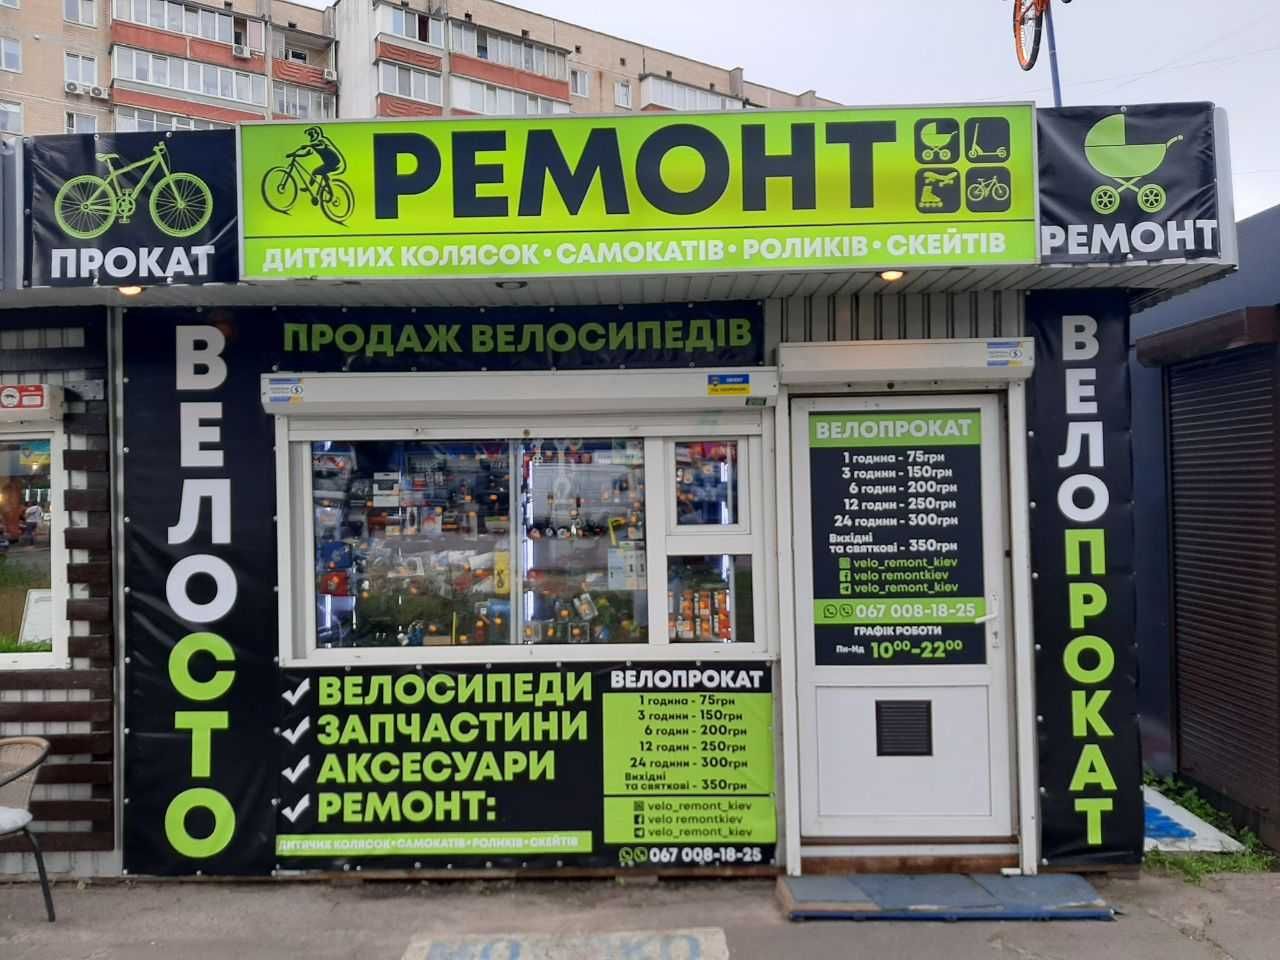 ПРОКАТ
РЕМОНТ
ДИТЯЧИХ КОЛЯСОК • САМОКАТІВ • РОЛИКІВ • СКЕЙТІВ
РЕМОНТ
ПРОДАЖ ВЕЛОСИПЕДІВ
ВЕЛОСТО
ВЕЛОСИПЕДИ
ЗАПЧАСТИНИ
АКСЕСУАРИ
РЕМОНТ:
ДИТЯЧИХ КОЛЯСОК • САМОКАТІВ • РОЛИКІВ • СКЕЙТІВ
ВЕЛОПРОКАТ
1 година - 75грн
3 години - 150грн
6 годин - 200грн
12 годин - 250грн
24 години - 300грн
Вихідні
та святкові - 350грн
velo_remont_kiev
velo remontkiev
velo_remont_kiev
067 008-18-25
ВЕЛОПРОКАТ
1 година - 75грн
3 години - 150грн
6 годин - 200грн
12 годин - 250грн
24 години - 300грн
Вихідні
та святкові - 350грн
velo_remont_kiev
velo remontkiev
velo_remont_kiev
067 008-18-25
ГРАФІК РОБОТИ
Пн-Нд 10⁰⁰-22⁰⁰
ВЕЛОПРОКАТ
МОЛОКО